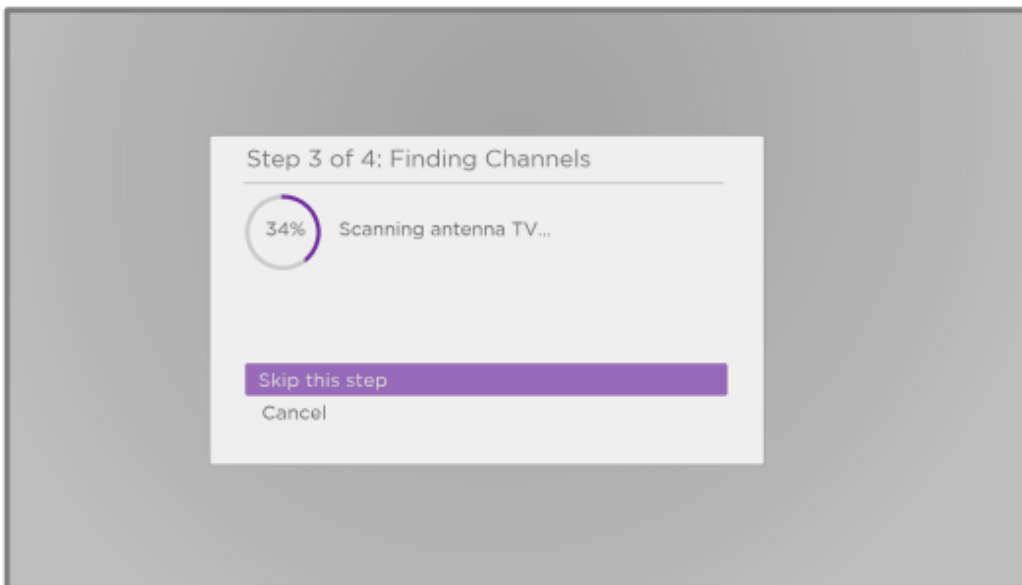 Step 3 of 4: Finding Channels
34% Scanning antenna TV...
Skip this step
Cancel